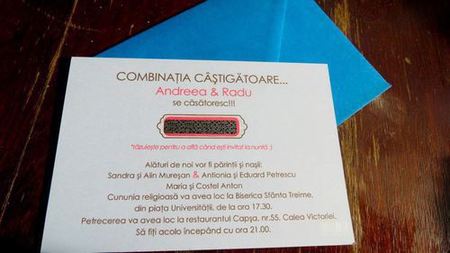 COMBINAȚIA CÂȘTIGĂTOARE...
Andreea & Radu
se căsătoresc!!!
*răzuiește pentru a afla când ești invitat la nuntă :)
Alături de noi vor fi părinții și nașii:
Sandra și Alin Mureșan & Antionia și Eduard Petrescu
Maria și Costel Anton
Cununia religioasă va avea loc la Biserica Sfânta Treime,
din piața Universității, de la ora 17.30.
Petrecerea va avea loc la restaurantul Capșa, nr.55, Calea Victoriei.
Să fiți acolo începând cu ora 21.00.